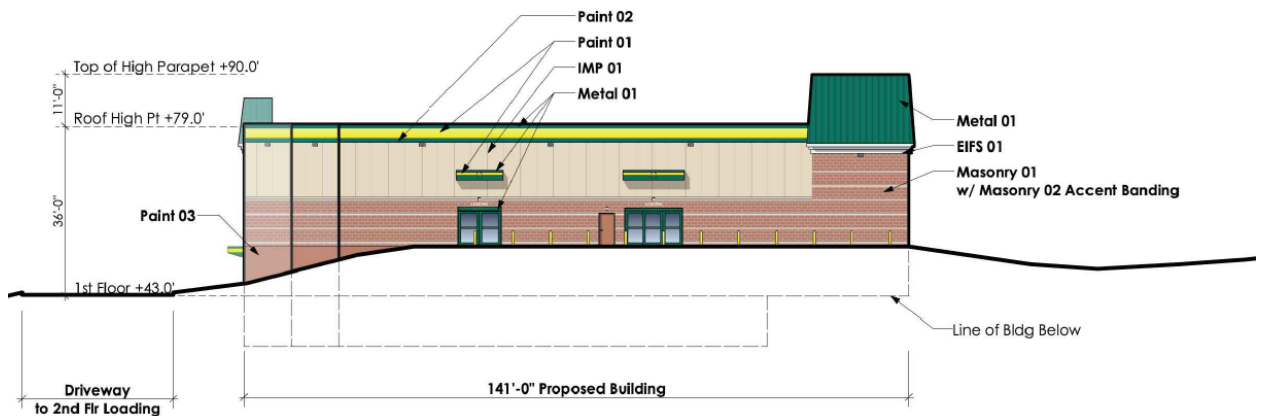 Paint 02
Paint 01
IMP 01
Metal 01
Top of High Parapet +90.0'
11'-0"
Roof High Pt +79.0'
36'-0"
Metal 01
EIFS 01
Masonry 01
w/ Masonry 02 Accent Banding
Paint 03
1st Floor +43.0'
Line of Bldg Below
Driveway
to 2nd Flr Loading
141'-0" Proposed Building